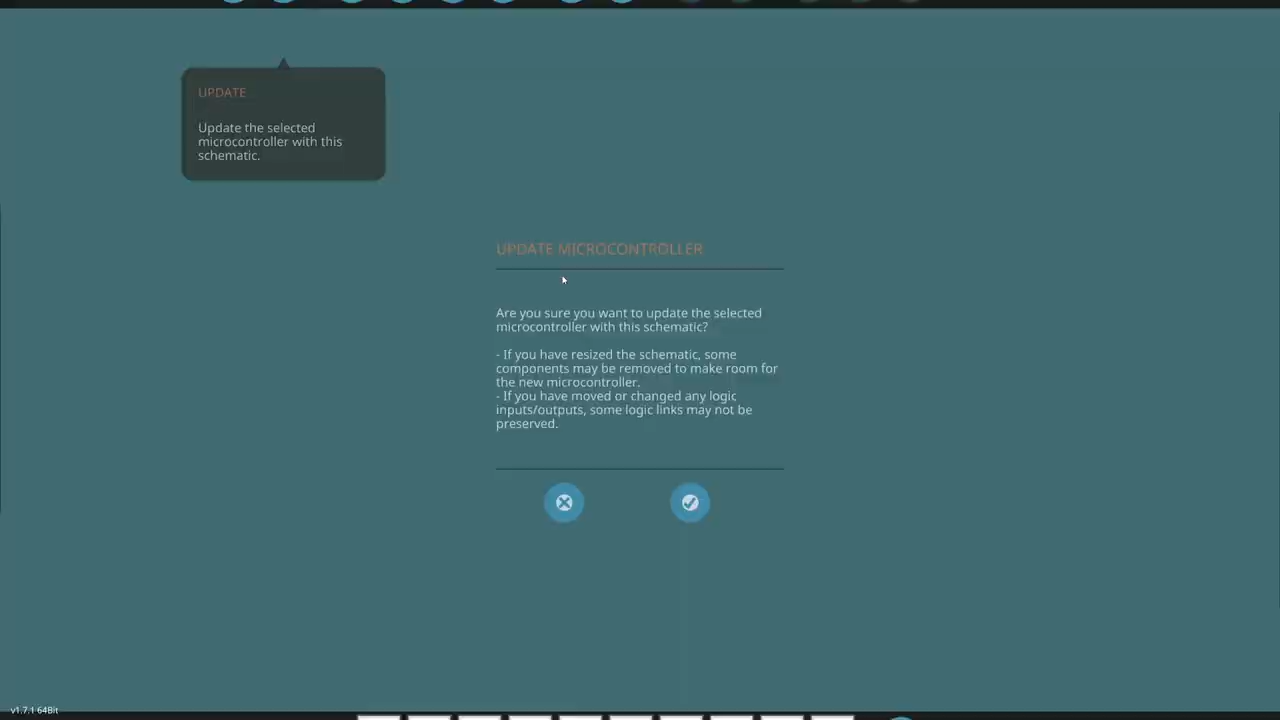 UPDATE
Update the selected
microcontroller with this
schematic.
UPDATE MICROCONTROLLER
Are you sure you want to update the selected
microcontroller with this schematic?
- If you have resized the schematic, some
components may be removed to make room for
the new microcontroller.
- If you have moved or changed any logic
inputs/outputs, some logic links may not be
preserved.
v1.7.1 64Bit